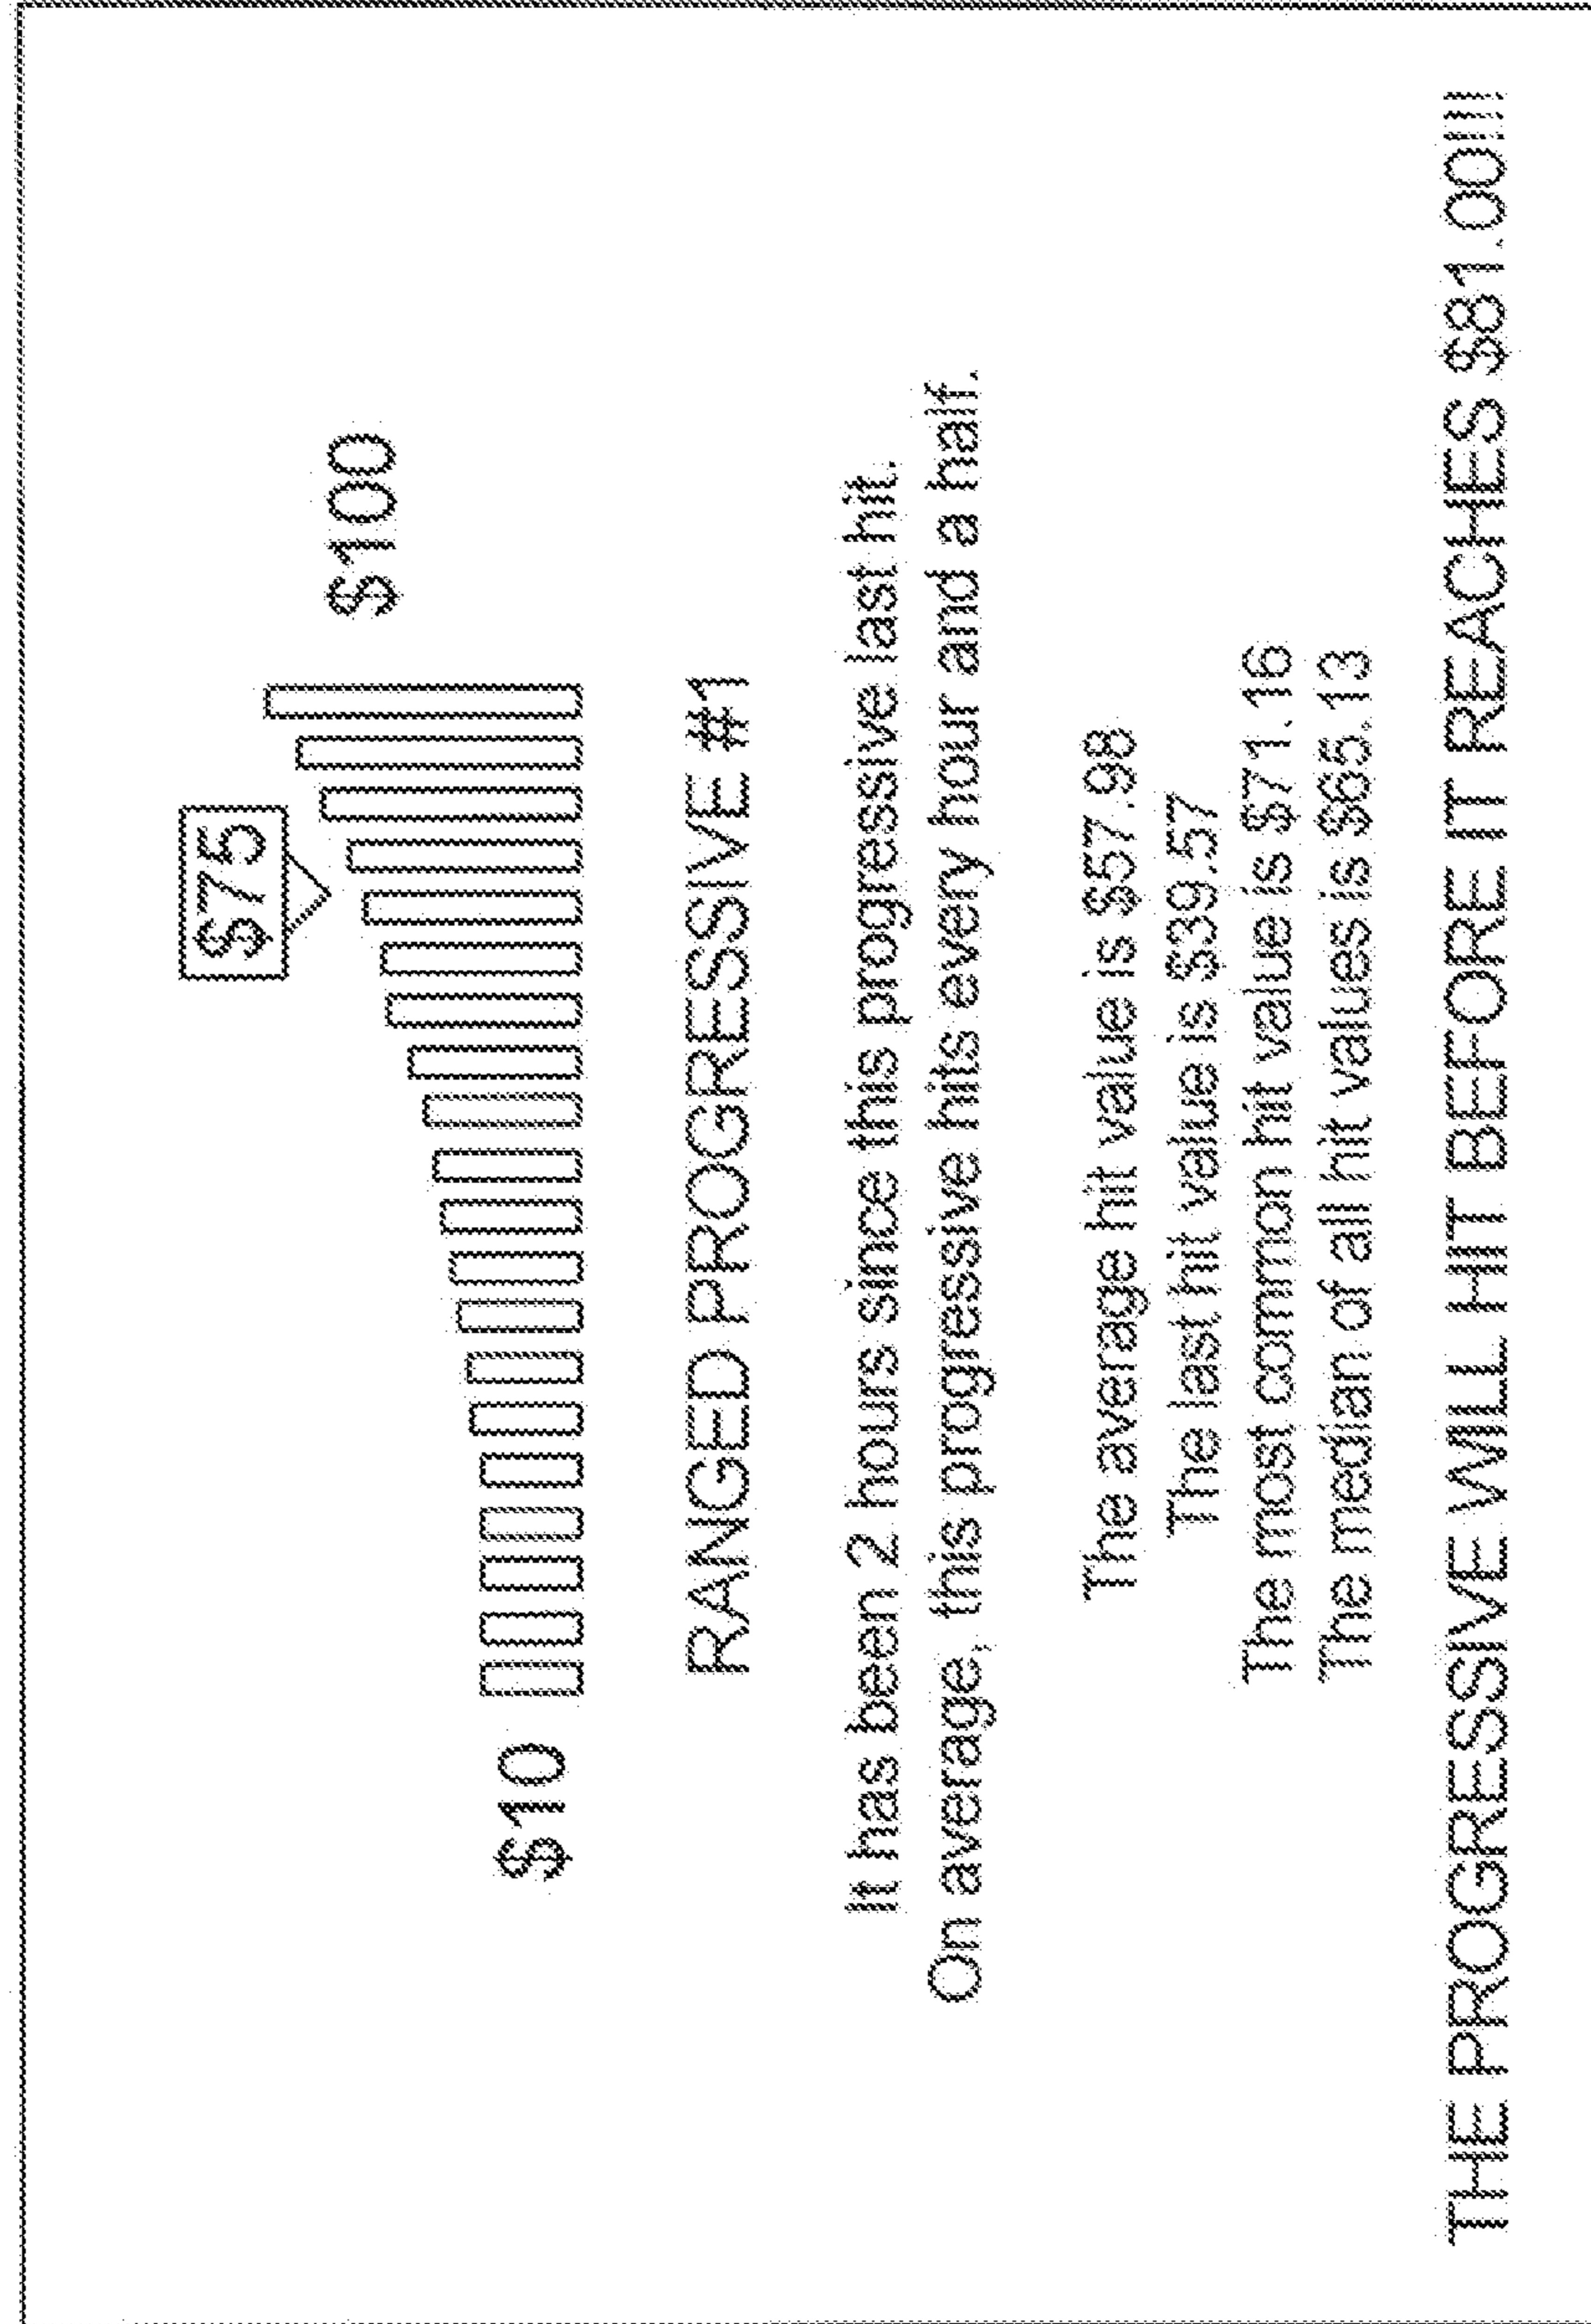 $75
$10
$100
RANGED PROGRESSIVE #1
It has been 2 hours since this progressive last hit.
On average, this progressive hits every hour and a half.
The average hit value is $57.98
The last hit value is $39.57
The most common hit value is $71.16
The median of all hit values is $65.13
THE PROGRESSIVE WILL HIT BEFORE IT REACHES $81.00!!!!